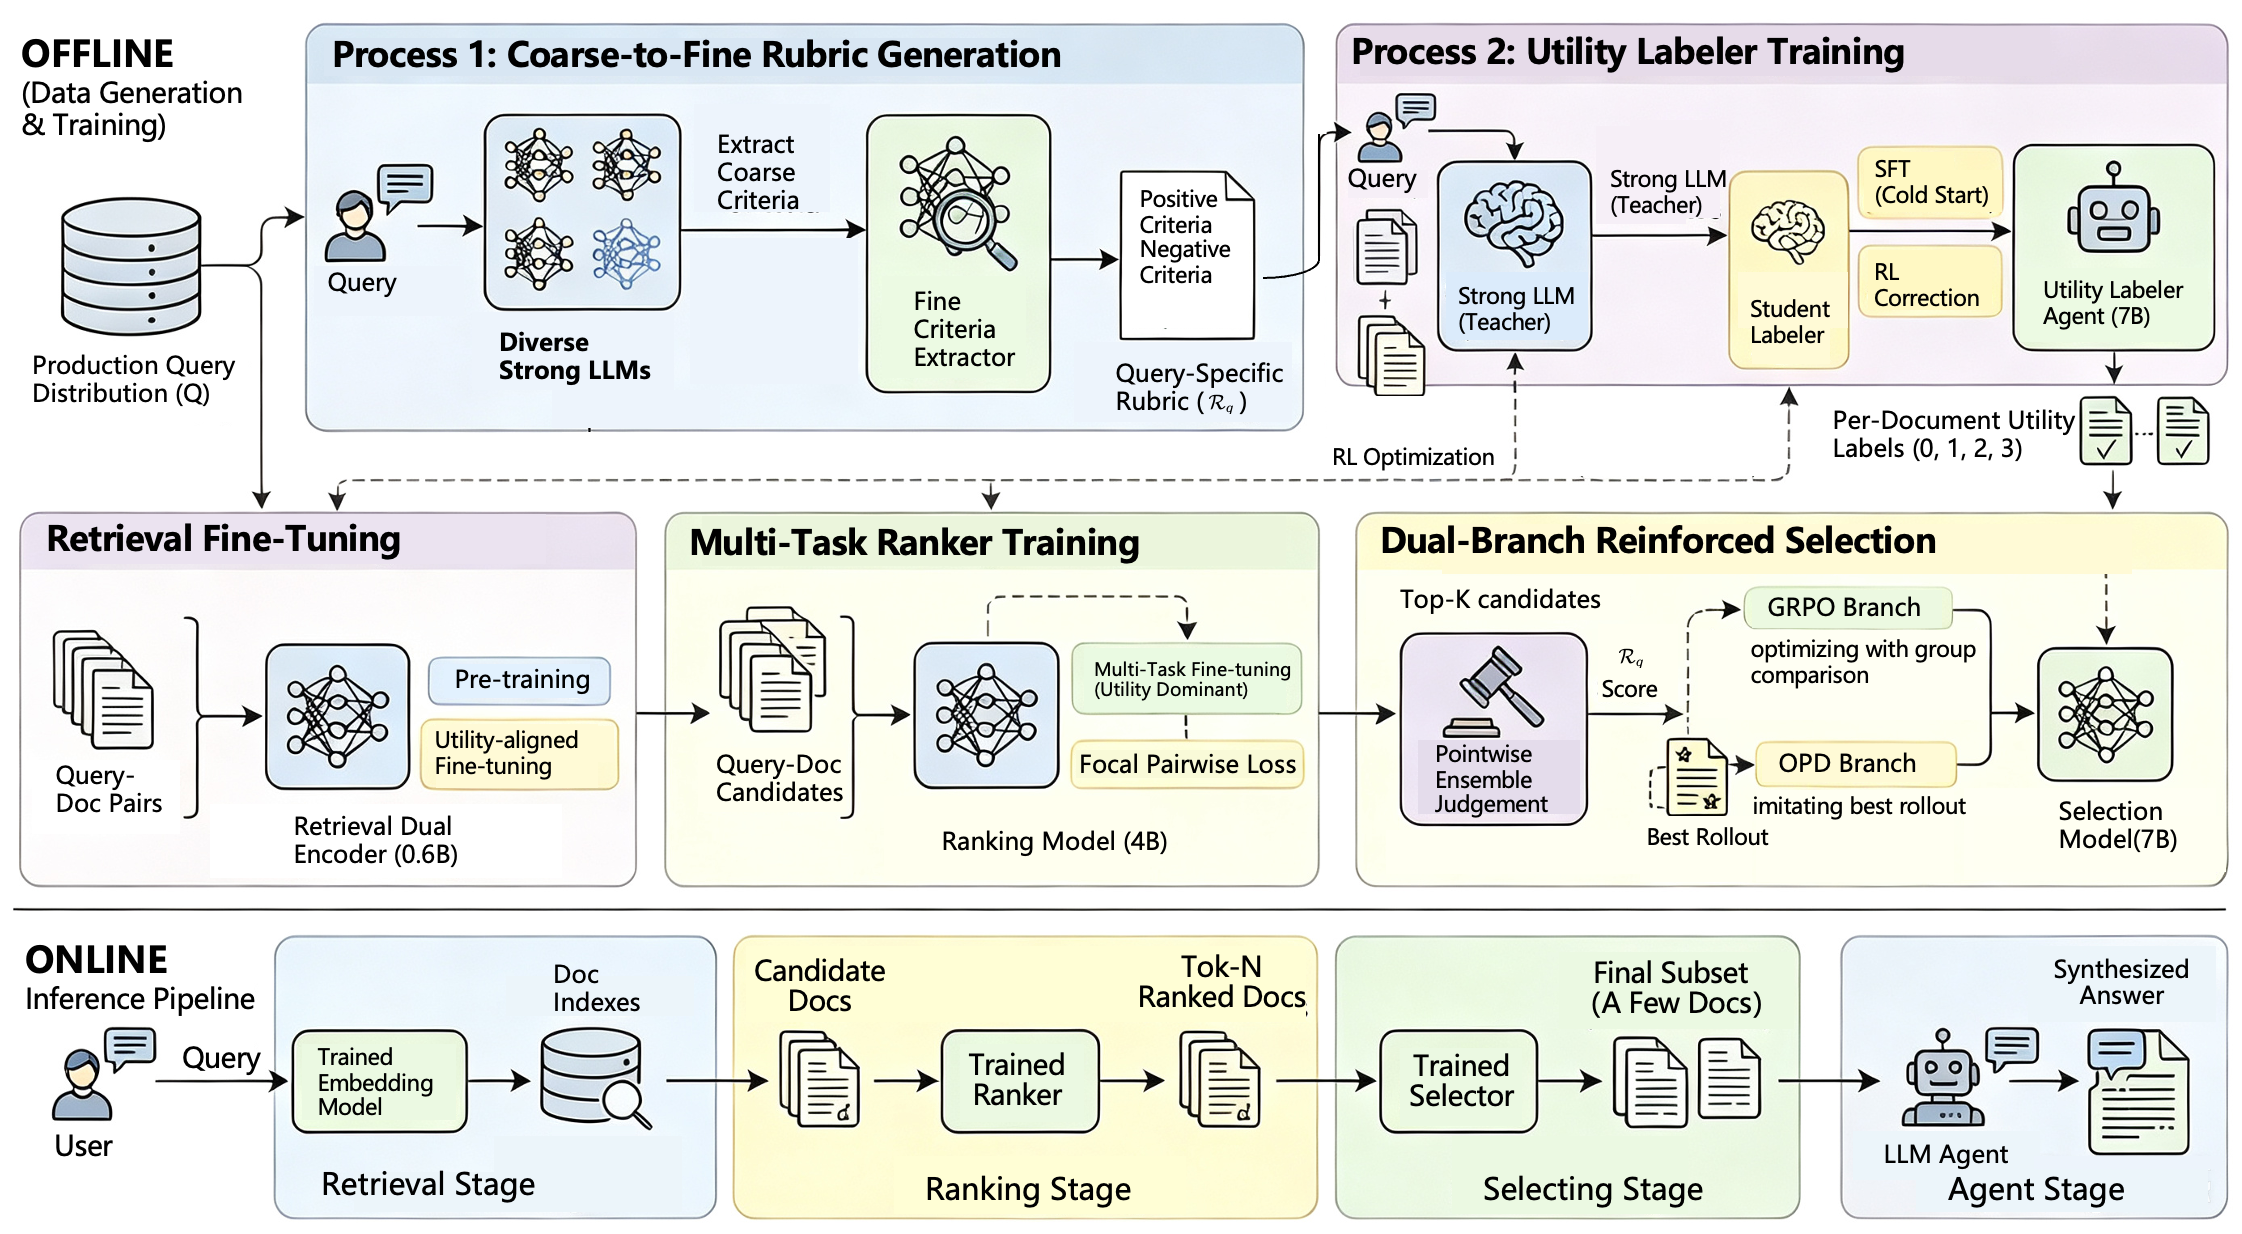 OFFLINE
(Data Generation
& Training)
Production Query
Distribution (Q)
Process 1: Coarse-to-Fine Rubric Generation
Query
Diverse
Strong LLMs
Extract
Coarse
Criteria
Fine
Criteria
Extractor
Positive
Criteria
Negative
Criteria
Query-Specific
Rubric (ℛq)
Process 2: Utility Labeler Training
Query
+
Strong LLM
(Teacher)
Strong LLM
(Teacher)
Student
Labeler
SFT
(Cold Start)
RL
Correction
Utility Labeler
Agent (7B)
Per-Document Utility
Labels (0, 1, 2, 3)
RL Optimization
Retrieval Fine-Tuning
Query-
Doc Pairs
Retrieval Dual
Encoder (0.6B)
Pre-training
Utility-aligned
Fine-tuning
Multi-Task Ranker Training
Query-Doc
Candidates
Ranking Model (4B)
Multi-Task Fine-tuning
(Utility Dominant)
Focal Pairwise Loss
Dual-Branch Reinforced Selection
Top-K candidates
Pointwise
Ensemble
Judgement
ℛq
Score
Best Rollout
GRPO Branch
optimizing with group
comparison
OPD Branch
imitating best rollout
Selection
Model(7B)
ONLINE
Inference Pipeline
User
Query
Trained
Embedding
Model
Doc
Indexes
Retrieval Stage
Candidate
Docs
d
Trained
Ranker
Tok-N
Ranked Docs
d
Ranking Stage
Trained
Selector
Final Subset
(A Few Docs)
Selecting Stage
LLM Agent
Synthesized
Answer
Agent Stage